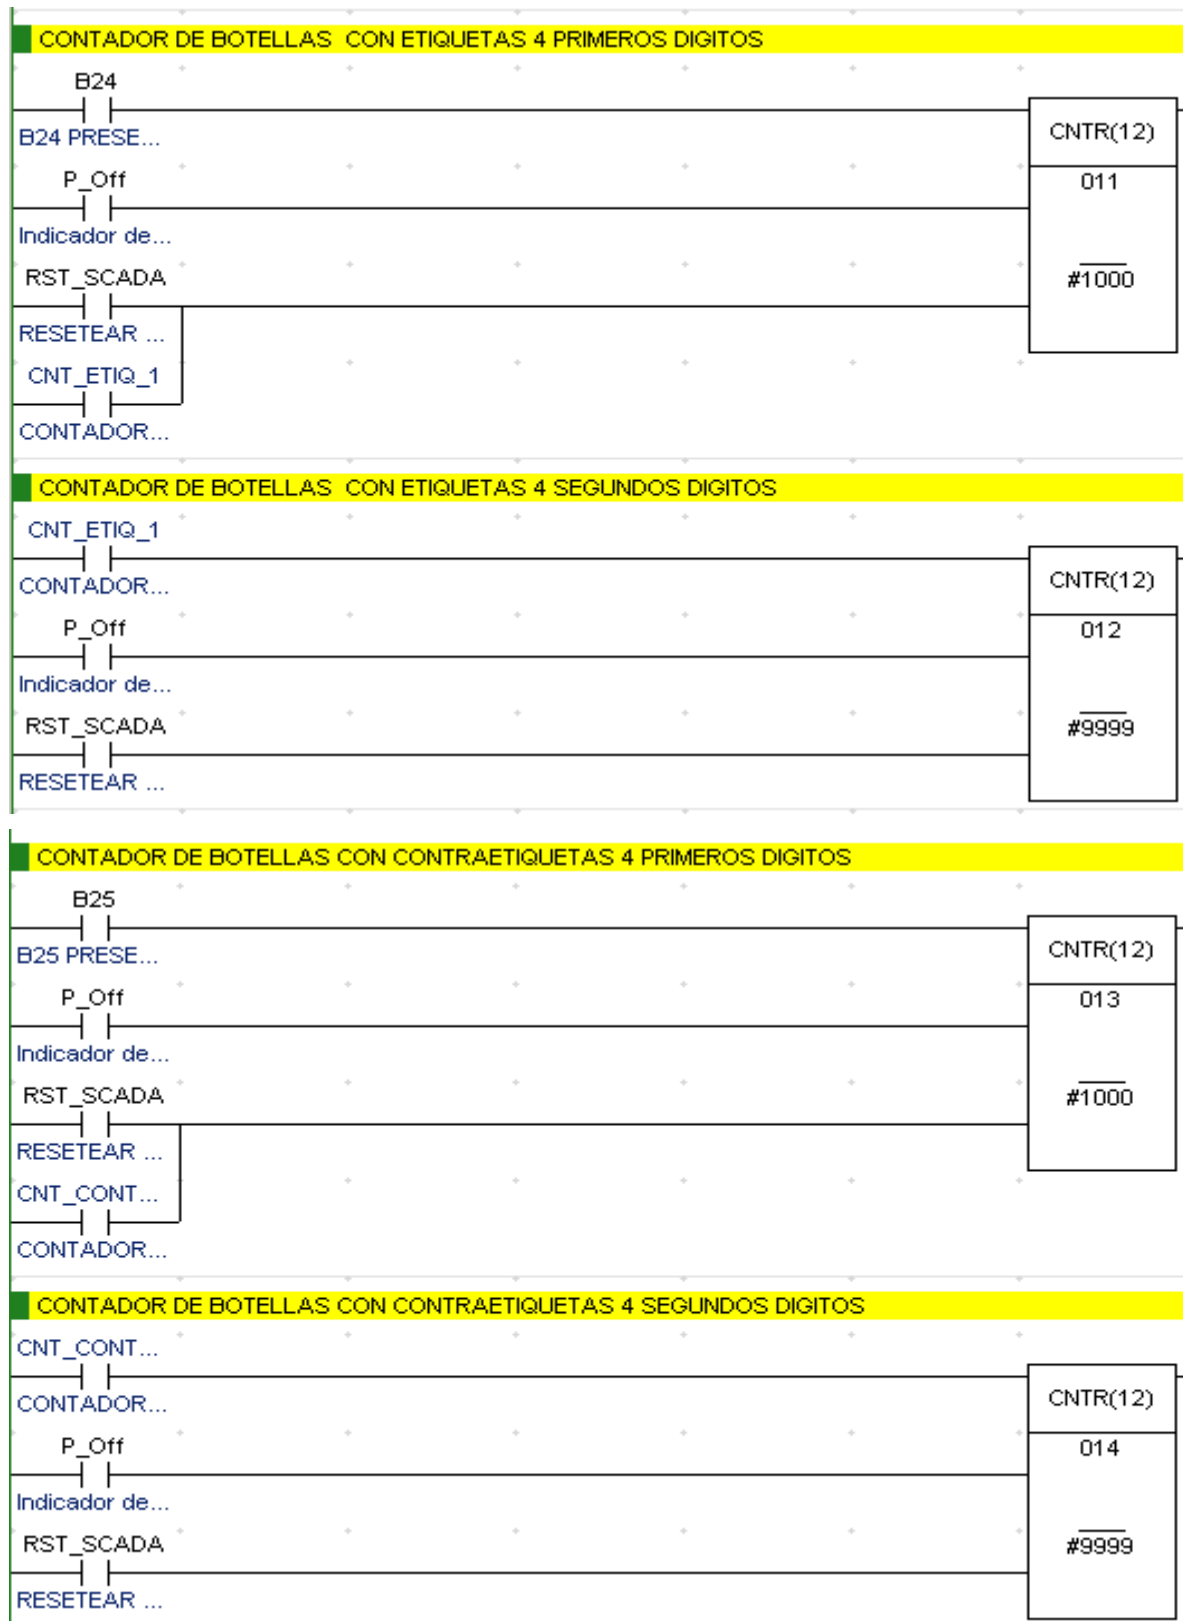 CONTADOR DE BOTELLAS CON ETIQUETAS 4 PRIMEROS DIGITOS
B24
B24 PRESE...
CNTR(12)
P_Off
011
Indicador de...
RST_SCADA
#1000
RESETEAR ...
CNT_ETIQ_1
CONTADOR...
CONTADOR DE BOTELLAS CON ETIQUETAS 4 SEGUNDOS DIGITOS
CNT_ETIQ_1
CONTADOR...
CNTR(12)
P_Off
012
Indicador de...
RST_SCADA
#9999
RESETEAR ...
CONTADOR DE BOTELLAS CON CONTRAETIQUETAS 4 PRIMEROS DIGITOS
B25
B25 PRESE...
CNTR(12)
P_Off
013
Indicador de...
RST_SCADA
#1000
RESETEAR ...
CNT_CONT...
CONTADOR...
CONTADOR DE BOTELLAS CON CONTRAETIQUETAS 4 SEGUNDOS DIGITOS
CNT_CONT...
CONTADOR...
CNTR(12)
P_Off
014
Indicador de...
RST_SCADA
#9999
RESETEAR ...